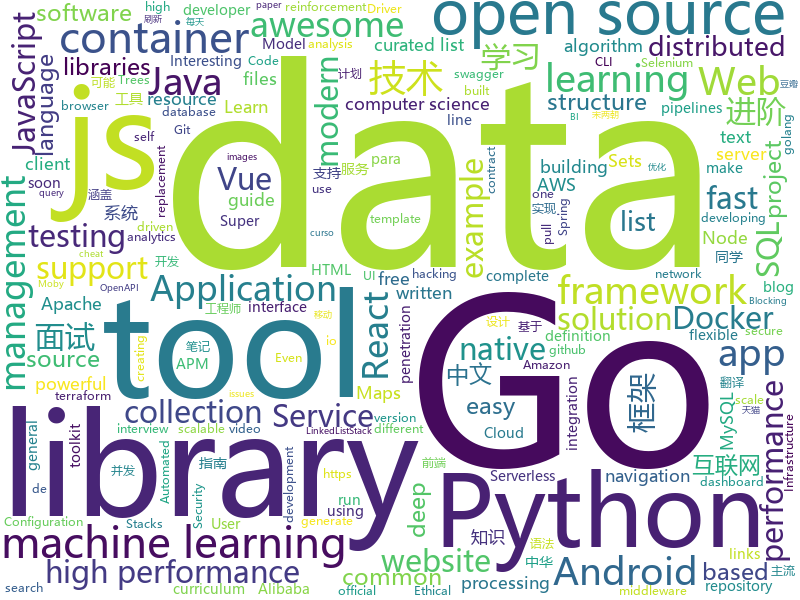 刷新 paper reinforcement
每天 high developer Driver
software awesome Model analysis
open source
container Interesting Code
curated list
Trees 学习 algorithm
distributed
JavaScript
language
libraries Java modern 可能
files 计划 CLI Selenium
swagger
技术 learning Web 豆瓣
browser resource Learn built
computer science
structure pipelines BI
工具 database
Git line
text 进阶 golang
js data
self para
client Vue
replacement
服务 building Sets server
soon 涵盖 guide 支持 use
example AWS make project
contract
优化
系统 Super one fast
driven
SQL
query testing analytics
template 实现 Spring
list developing Node
management
cheat support HTML
free pull hacking 同学
curso UI
complete
network blog
Moby OpenAPI
Application
written framework
Apache 开发 React interface
solution Docker
definition
source 面试 tool
工程师 io
penetration native github
flexible
powerful 笔记 creating APM
移动 Maps
Go
Amazon secure
terraform 设计 基于 app
library
collection Service
中文 框架 Blocking
general
easy Cloud
integration
翻译 scalable version video
MySQL scale
toolkit 并发 指南
different
互联网
performance
interview
LinkedListStack issues
Python Serverless
navigation 天猫
Infrastructure
de Automated https deep
知识 语法 dashboard
Configuration User run using
前端 links
machine learning
website common
processing 中华 based 主流
Security development
Stacks
high performance
curriculum Alibaba generate
official Ethical repository
search images Even middleware